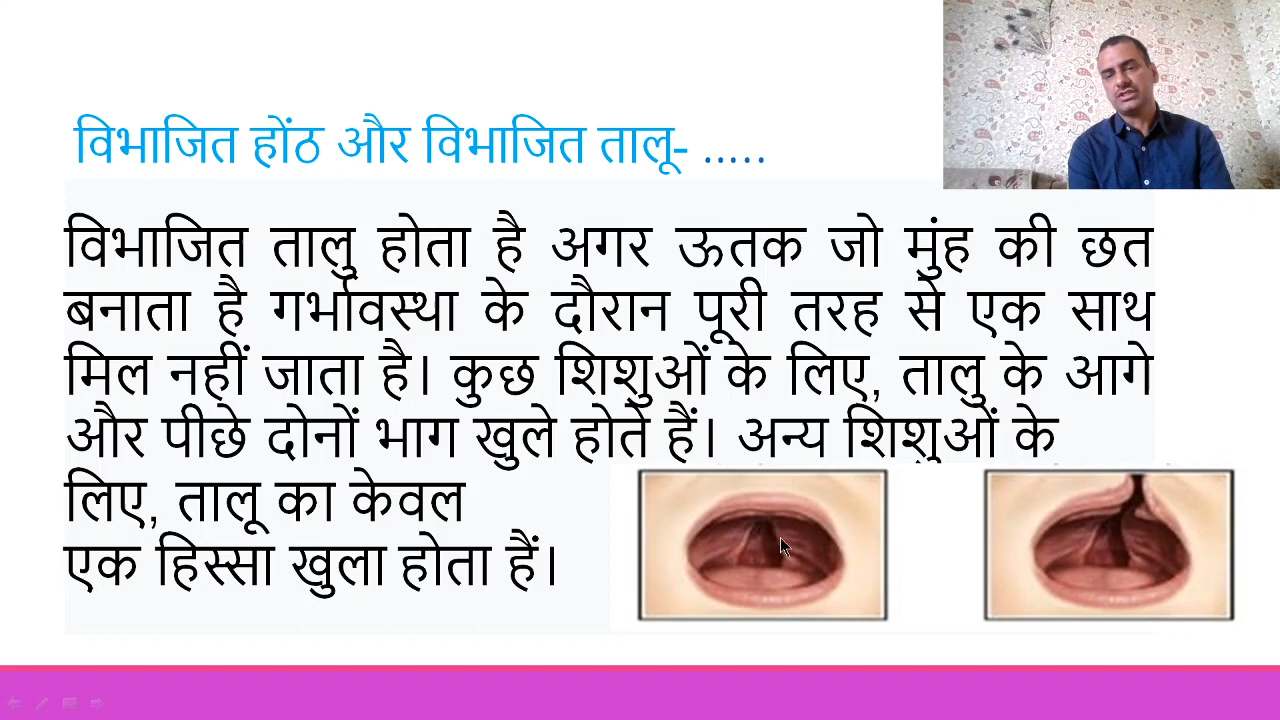 विभाजित होंठ और विभाजित तालू- .....
विभाजित तालु होता है अगर ऊतक जो मुंह की छत
बनाता है गर्भावस्था के दौरान पूरी तरह से एक साथ
मिल नहीं जाता है। कुछ शिशुओं के लिए, तालु के आगे
और पीछे दोनों भाग खुले होते हैं। अन्य शिशुओं के
लिए, तालू का केवल
एक हिस्सा खुला होता हैं।